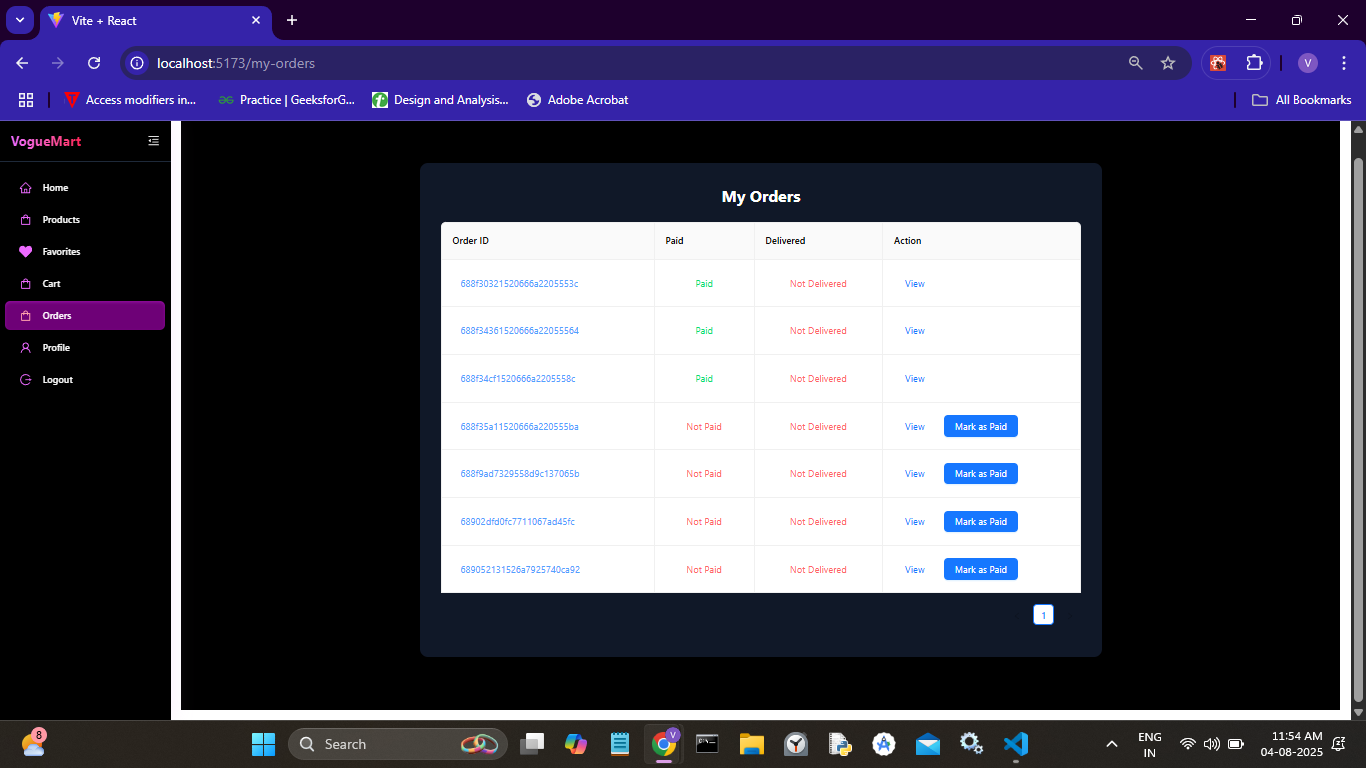 Vite + React
localhost:5173/my-orders
V
Access modifiers in...
Practice | GeeksforG...
Design and Analysis...
Adobe Acrobat
All Bookmarks
VogueMart
Home
Products
Favorites
Cart
Orders
Profile
Logout
My Orders
Order ID Paid Delivered Action
688f30321520666a2205553c Paid Not Delivered View
688f34361520666a22055564 Paid Not Delivered View
688f34cf1520666a2205558c Paid Not Delivered View
688f35a11520666a220555ba Not Paid Not Delivered View Mark as Paid
688f9ad7329558d9c137065b Not Paid Not Delivered View Mark as Paid
68902dfd0fc7711067ad45fc Not Paid Not Delivered View Mark as Paid
689052131526a7925740ca92 Not Paid Not Delivered View Mark as Paid
1
8
Search
V
ENG
IN
11:54 AM
04-08-2025